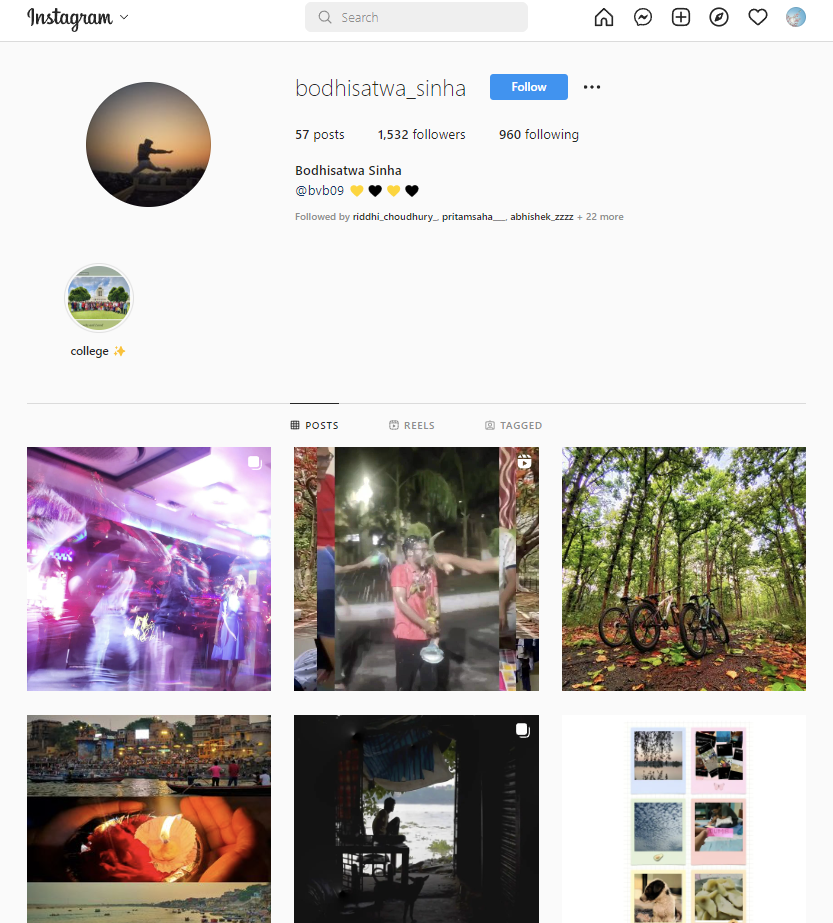 Instagram
Search
bodhisatwa_sinha Follow
57 posts 1,532 followers 960 following
Bodhisatwa Sinha
@bvb09 💛🖤💛🖤
Followed by riddhi_choudhury_, pritamsaha___, abhishek_zzzz + 22 more
college ✨
POSTS REELS TAGGED